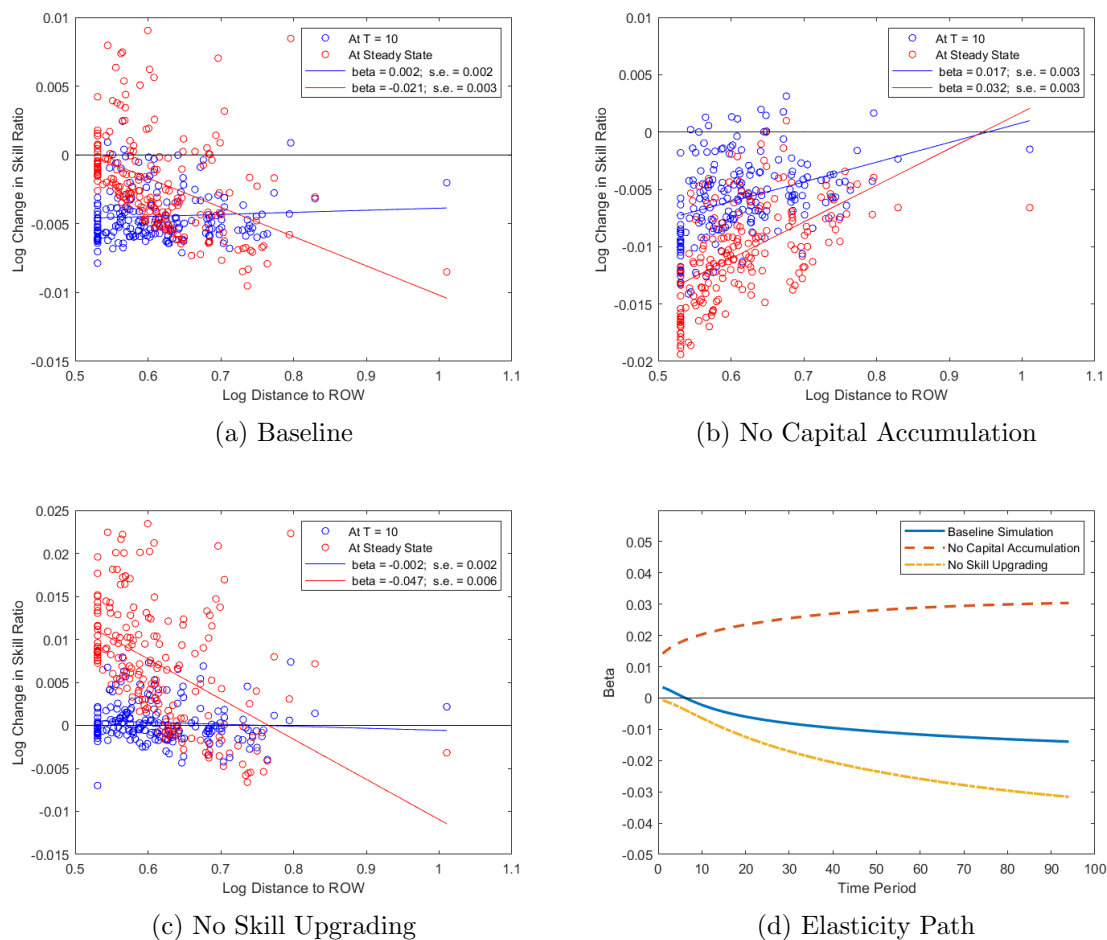 0.01
0.005
0
-0.005
-0.01
-0.015
Log Change in Skill Ratio
At T = 10
At Steady State
beta = 0.002; s.e. = 0.002
beta = -0.021; s.e. = 0.003
0.5 0.6 0.7 0.8 0.9 1 1.1
Log Distance to ROW
(a) Baseline
0.01
0.005
0
-0.005
-0.01
-0.015
-0.02
Log Change in Skill Ratio
At T = 10
At Steady State
beta = 0.017; s.e. = 0.003
beta = 0.032; s.e. = 0.003
0.5 0.6 0.7 0.8 0.9 1 1.1
Log Distance to ROW
(b) No Capital Accumulation
0.025
0.02
0.015
0.01
0.005
0
-0.005
-0.01
-0.015
Log Change in Skill Ratio
At T = 10
At Steady State
beta = -0.002; s.e. = 0.002
beta = -0.047; s.e. = 0.006
0.5 0.6 0.7 0.8 0.9 1 1.1
Log Distance to ROW
(c) No Skill Upgrading
0.05
0.04
0.03
0.02
0.01
0
-0.01
-0.02
-0.03
-0.04
-0.05
Beta
Baseline Simulation
No Capital Accumulation
No Skill Upgrading
0 10 20 30 40 50 60 70 80 90 100
Time Period
(d) Elasticity Path